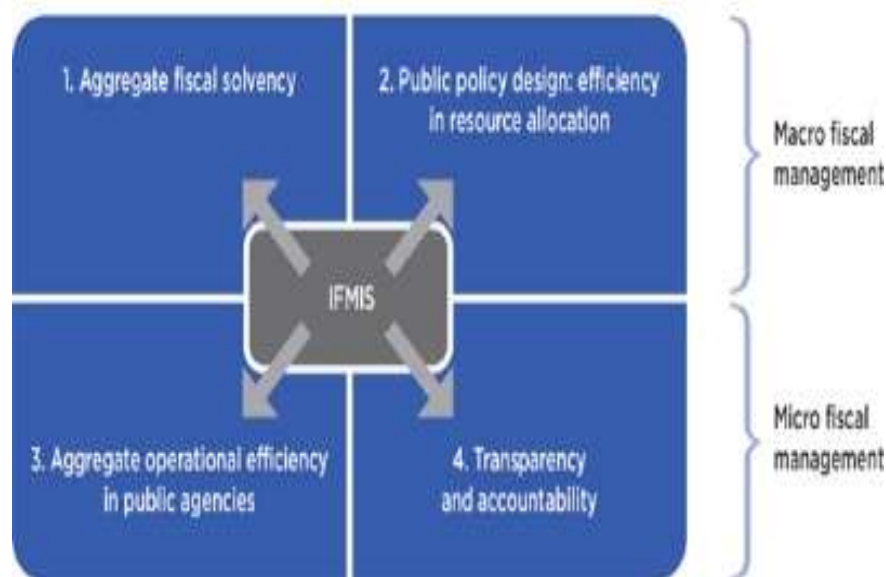 1. Aggregate fiscal solvency
2. Public policy design: efficiency
in resource allocation
Macro fiscal
management
IFMIS
3. Aggregate operational efficiency
in public agencies
4. Transparency
and accountability
Micro fiscal
management